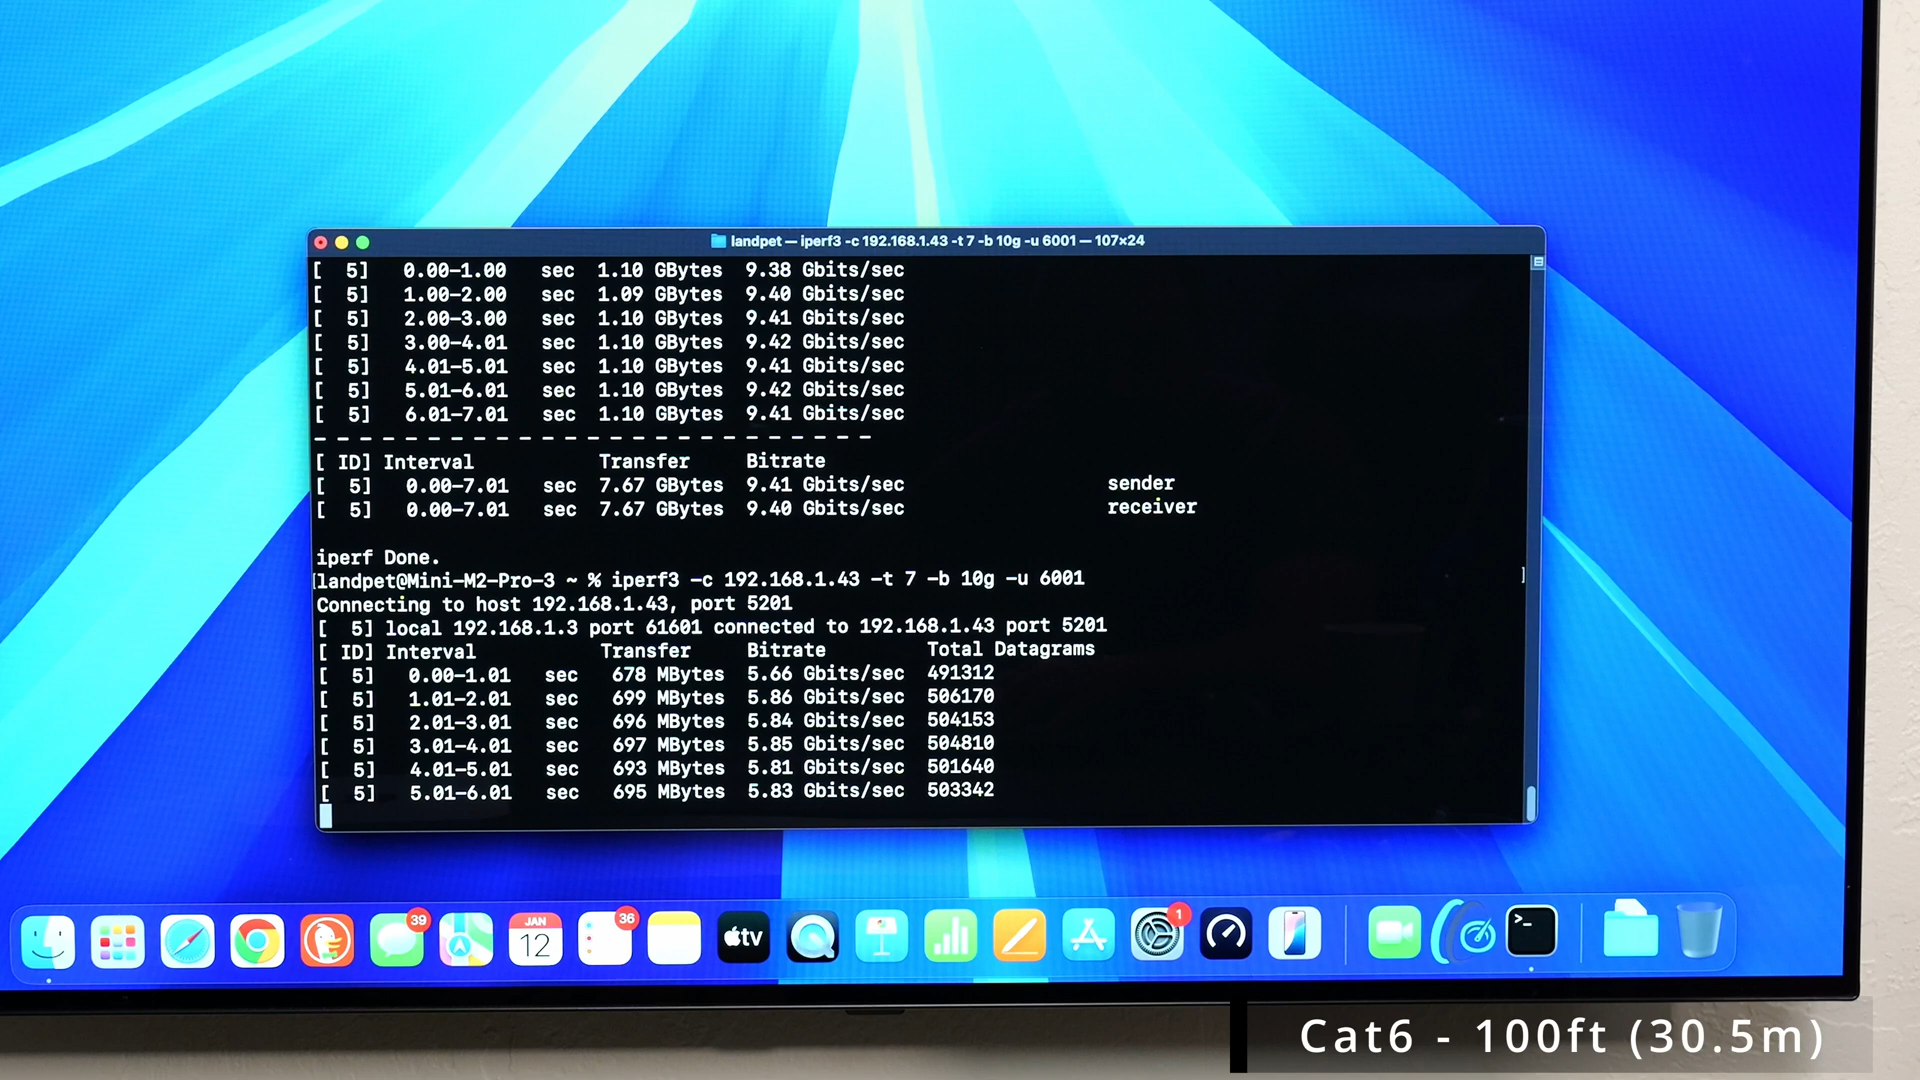 landpet — iperf3 -c 192.168.1.43 -t 7 -b 10g -u 6001 — 107×24
[  5]   0.00-1.00   sec  1.10 GBytes  9.38 Gbits/sec
[  5]   1.00-2.00   sec  1.09 GBytes  9.40 Gbits/sec
[  5]   2.00-3.00   sec  1.10 GBytes  9.41 Gbits/sec
[  5]   3.00-4.01   sec  1.10 GBytes  9.42 Gbits/sec
[  5]   4.01-5.01   sec  1.10 GBytes  9.41 Gbits/sec
[  5]   5.01-6.01   sec  1.10 GBytes  9.42 Gbits/sec
[  5]   6.01-7.01   sec  1.10 GBytes  9.41 Gbits/sec
- - - - - - - - - - - - - - - - - - - - - - - - -
[ ID] Interval           Transfer     Bitrate
[  5]   0.00-7.01   sec  7.67 GBytes  9.41 Gbits/sec                  sender
[  5]   0.00-7.01   sec  7.67 GBytes  9.40 Gbits/sec                  receiver
iperf Done.
[landpet@Mini-M2-Pro-3 ~ % iperf3 -c 192.168.1.43 -t 7 -b 10g -u 6001 ]
Connecting to host 192.168.1.43, port 5201
[  5] local 192.168.1.3 port 61601 connected to 192.168.1.43 port 5201
[ ID] Interval           Transfer     Bitrate         Total Datagrams
[  5]   0.00-1.01   sec   678 MBytes  5.66 Gbits/sec  491312
[  5]   1.01-2.01   sec   699 MBytes  5.86 Gbits/sec  506170
[  5]   2.01-3.01   sec   696 MBytes  5.84 Gbits/sec  504153
[  5]   3.01-4.01   sec   697 MBytes  5.85 Gbits/sec  504810
[  5]   4.01-5.01   sec   693 MBytes  5.81 Gbits/sec  501640
[  5]   5.01-6.01   sec   695 MBytes  5.83 Gbits/sec  503342
39
JAN
12
36
tv
1
>_
Cat6 - 100ft (30.5m)